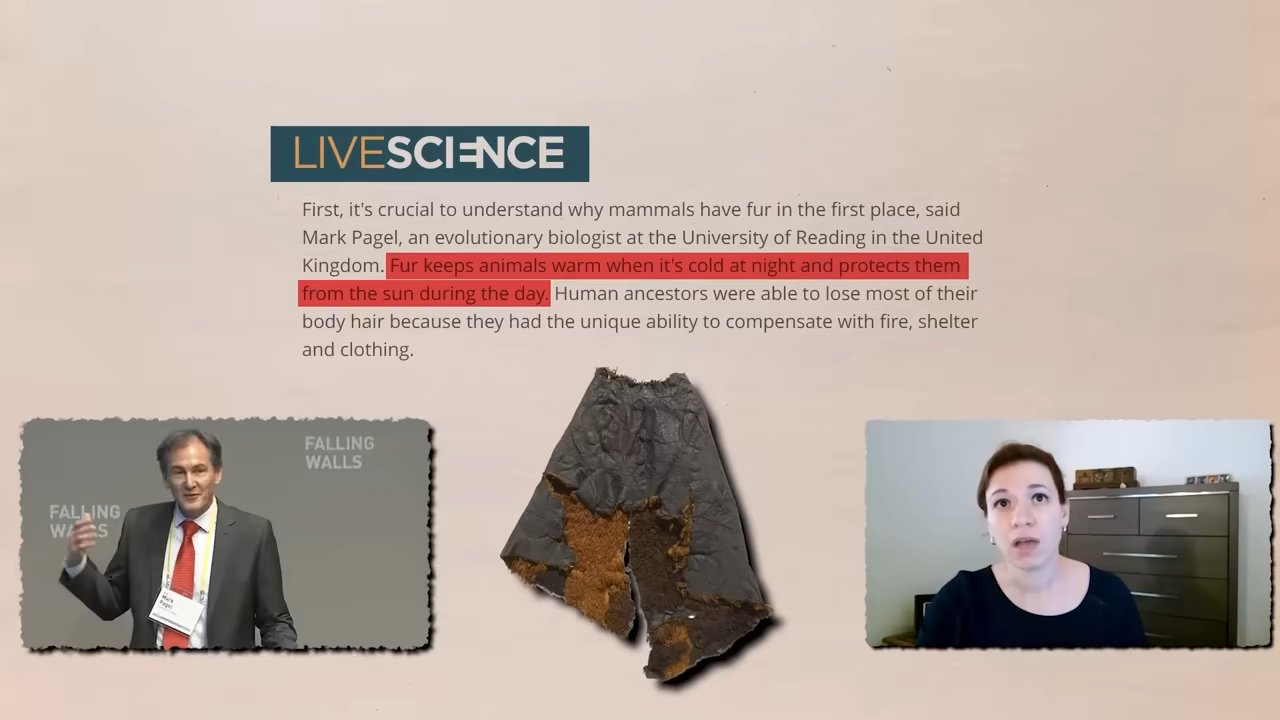 LIVESCIENCE
First, it's crucial to understand why mammals have fur in the first place, said
Mark Pagel, an evolutionary biologist at the University of Reading in the United
Kingdom. Fur keeps animals warm when it's cold at night and protects them
from the sun during the day. Human ancestors were able to lose most of their
body hair because they had the unique ability to compensate with fire, shelter
and clothing.
FALLING
WALLS
FALLING
WALLS
Mark
Pagel